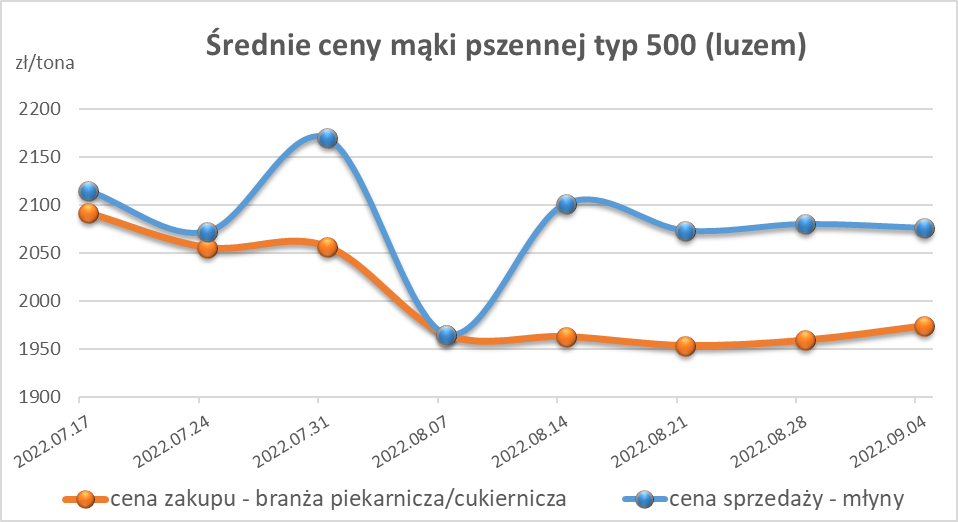 Średnie ceny mąki pszennej typ 500 (luzem)
zł/tona
2200
2150
2100
2050
2000
1950
1900
2022.07.17 2022.07.24 2022.07.31 2022.08.07 2022.08.14 2022.08.21 2022.08.28 2022.09.04
cena zakupu - branża piekarnicza/cukiernicza cena sprzedaży - młyny